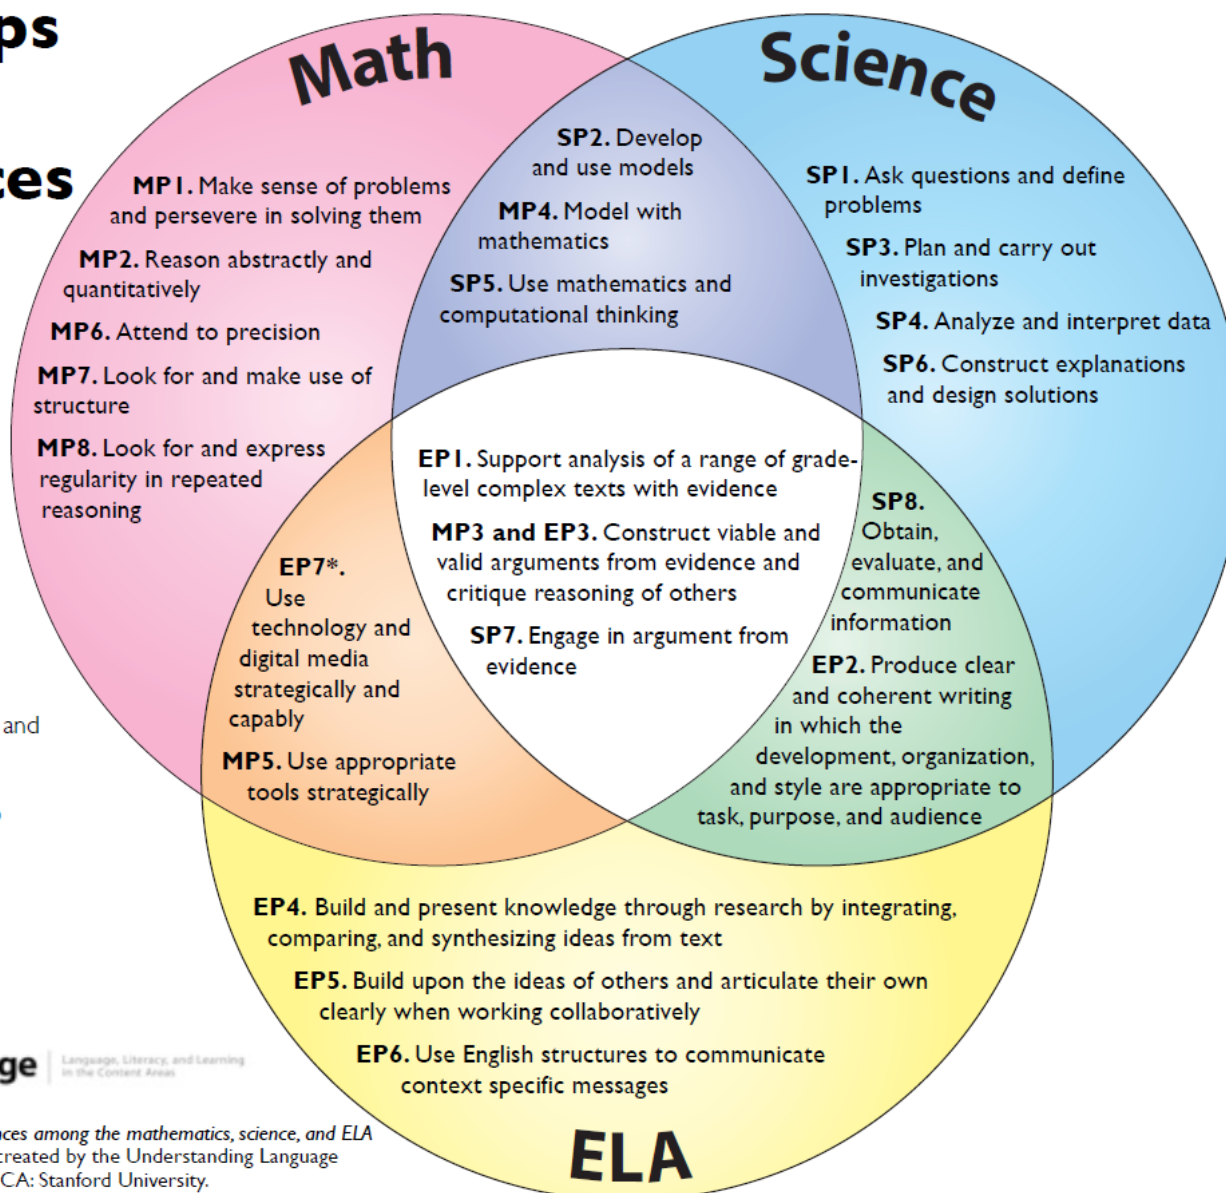 ps
ces
Math
Science
MP1. Make sense of problems
and persevere in solving them
MP2. Reason abstractly and
quantitatively
MP6. Attend to precision
MP7. Look for and make use of
structure
MP8. Look for and express
regularity in repeated
reasoning
SP2. Develop
and use models
MP4. Model with
mathematics
SP5. Use mathematics and
computational thinking
SP1. Ask questions and define
problems
SP3. Plan and carry out
investigations
SP4. Analyze and interpret data
SP6. Construct explanations
and design solutions
EP1. Support analysis of a range of grade-
level complex texts with evidence
MP3 and EP3. Construct viable and
valid arguments from evidence and
critique reasoning of others
SP7. Engage in argument from
evidence
EP7*.
Use
technology and
digital media
strategically and
capably
MP5. Use appropriate
tools strategically
SP8.
Obtain,
evaluate, and
communicate
information
EP2. Produce clear
and coherent writing
in which the
development, organization,
and style are appropriate to
task, purpose, and audience
and
EP4. Build and present knowledge through research by integrating,
comparing, and synthesizing ideas from text
EP5. Build upon the ideas of others and articulate their own
clearly when working collaboratively
EP6. Use English structures to communicate
context specific messages
ELA
ge
Language, Literacy, and Learning
in the Content Areas
nces among the mathematics, science, and ELA
created by the Understanding Language
CA: Stanford University.